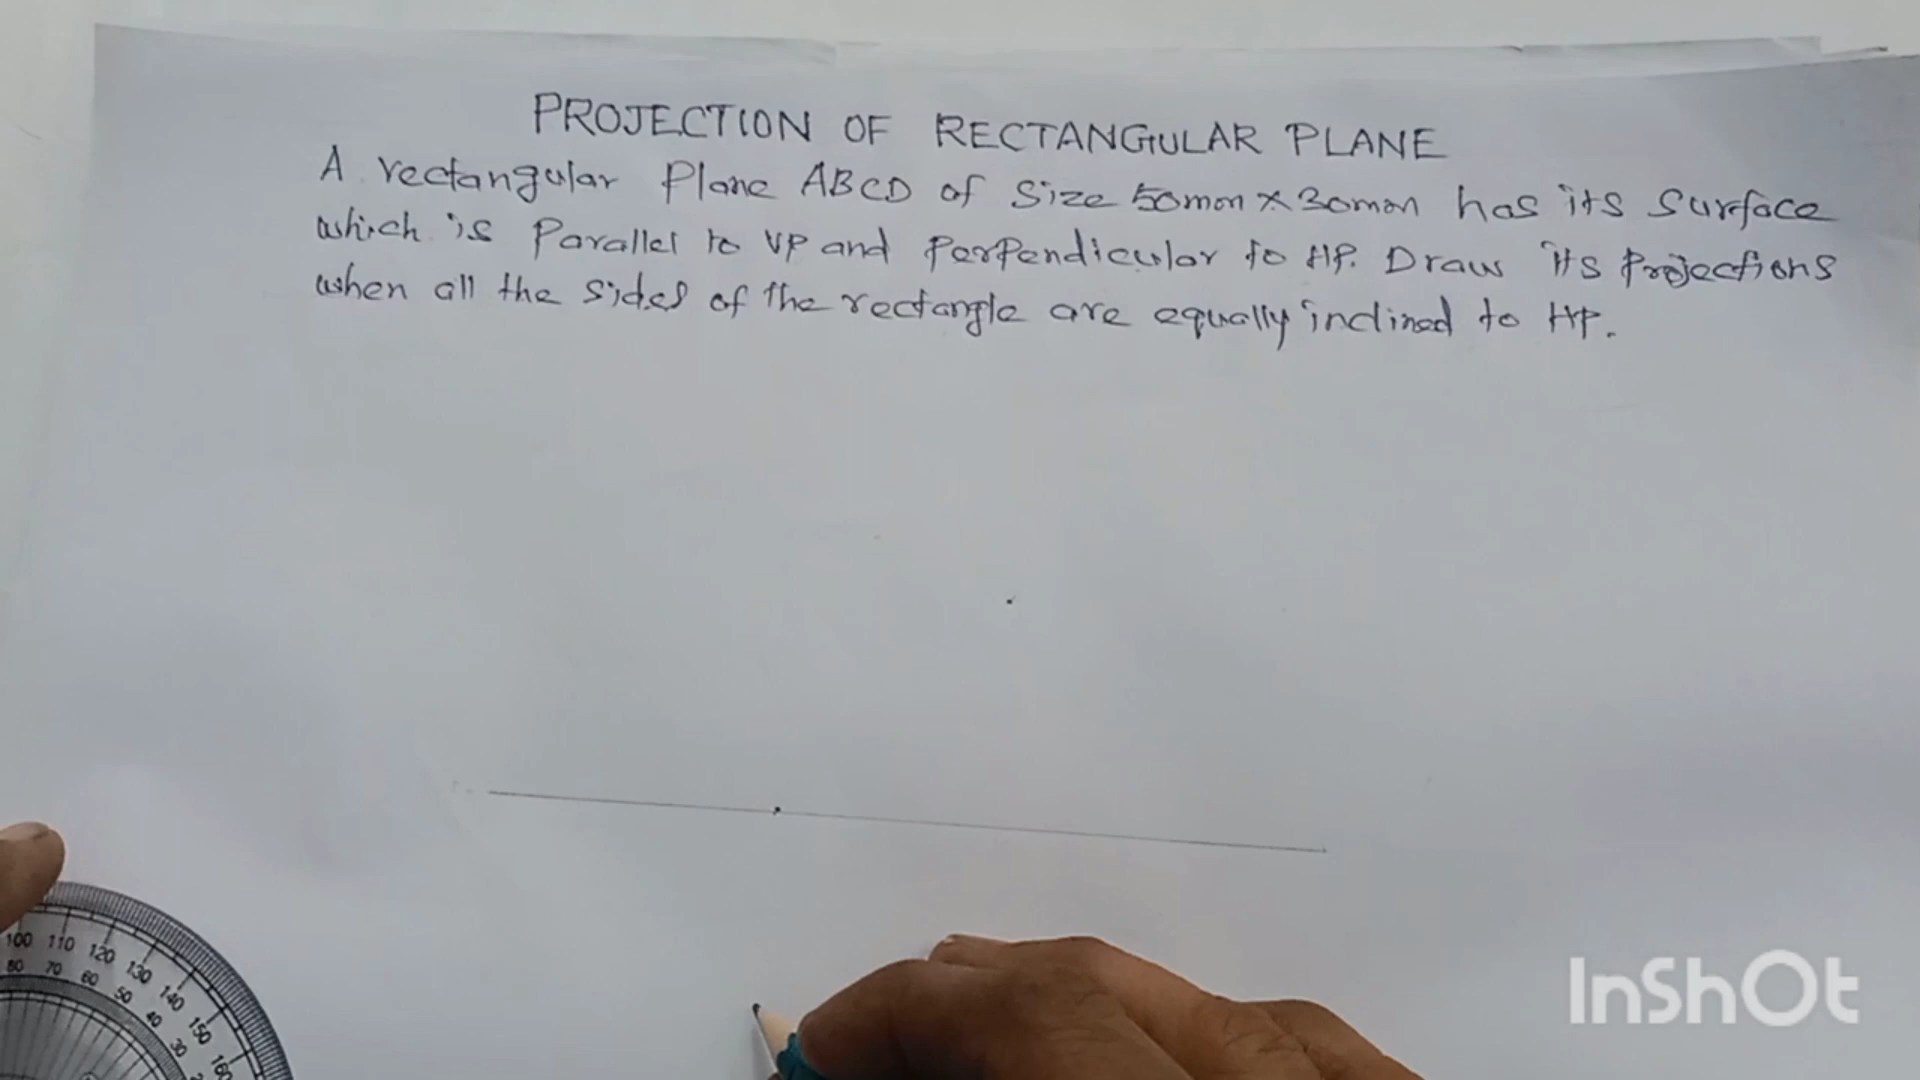 PROJECTION OF RECTANGULAR PLANE
A rectangular Plane ABCD of Size 50mm x 30mm has its Surface
which is Parallel to VP and Perpendicular to HP. Draw its Projections
when all the sides of the rectangle are equally inclined to HP.
100 110 120 130 140 150 160
80 70 60 50 40 30
InShOt